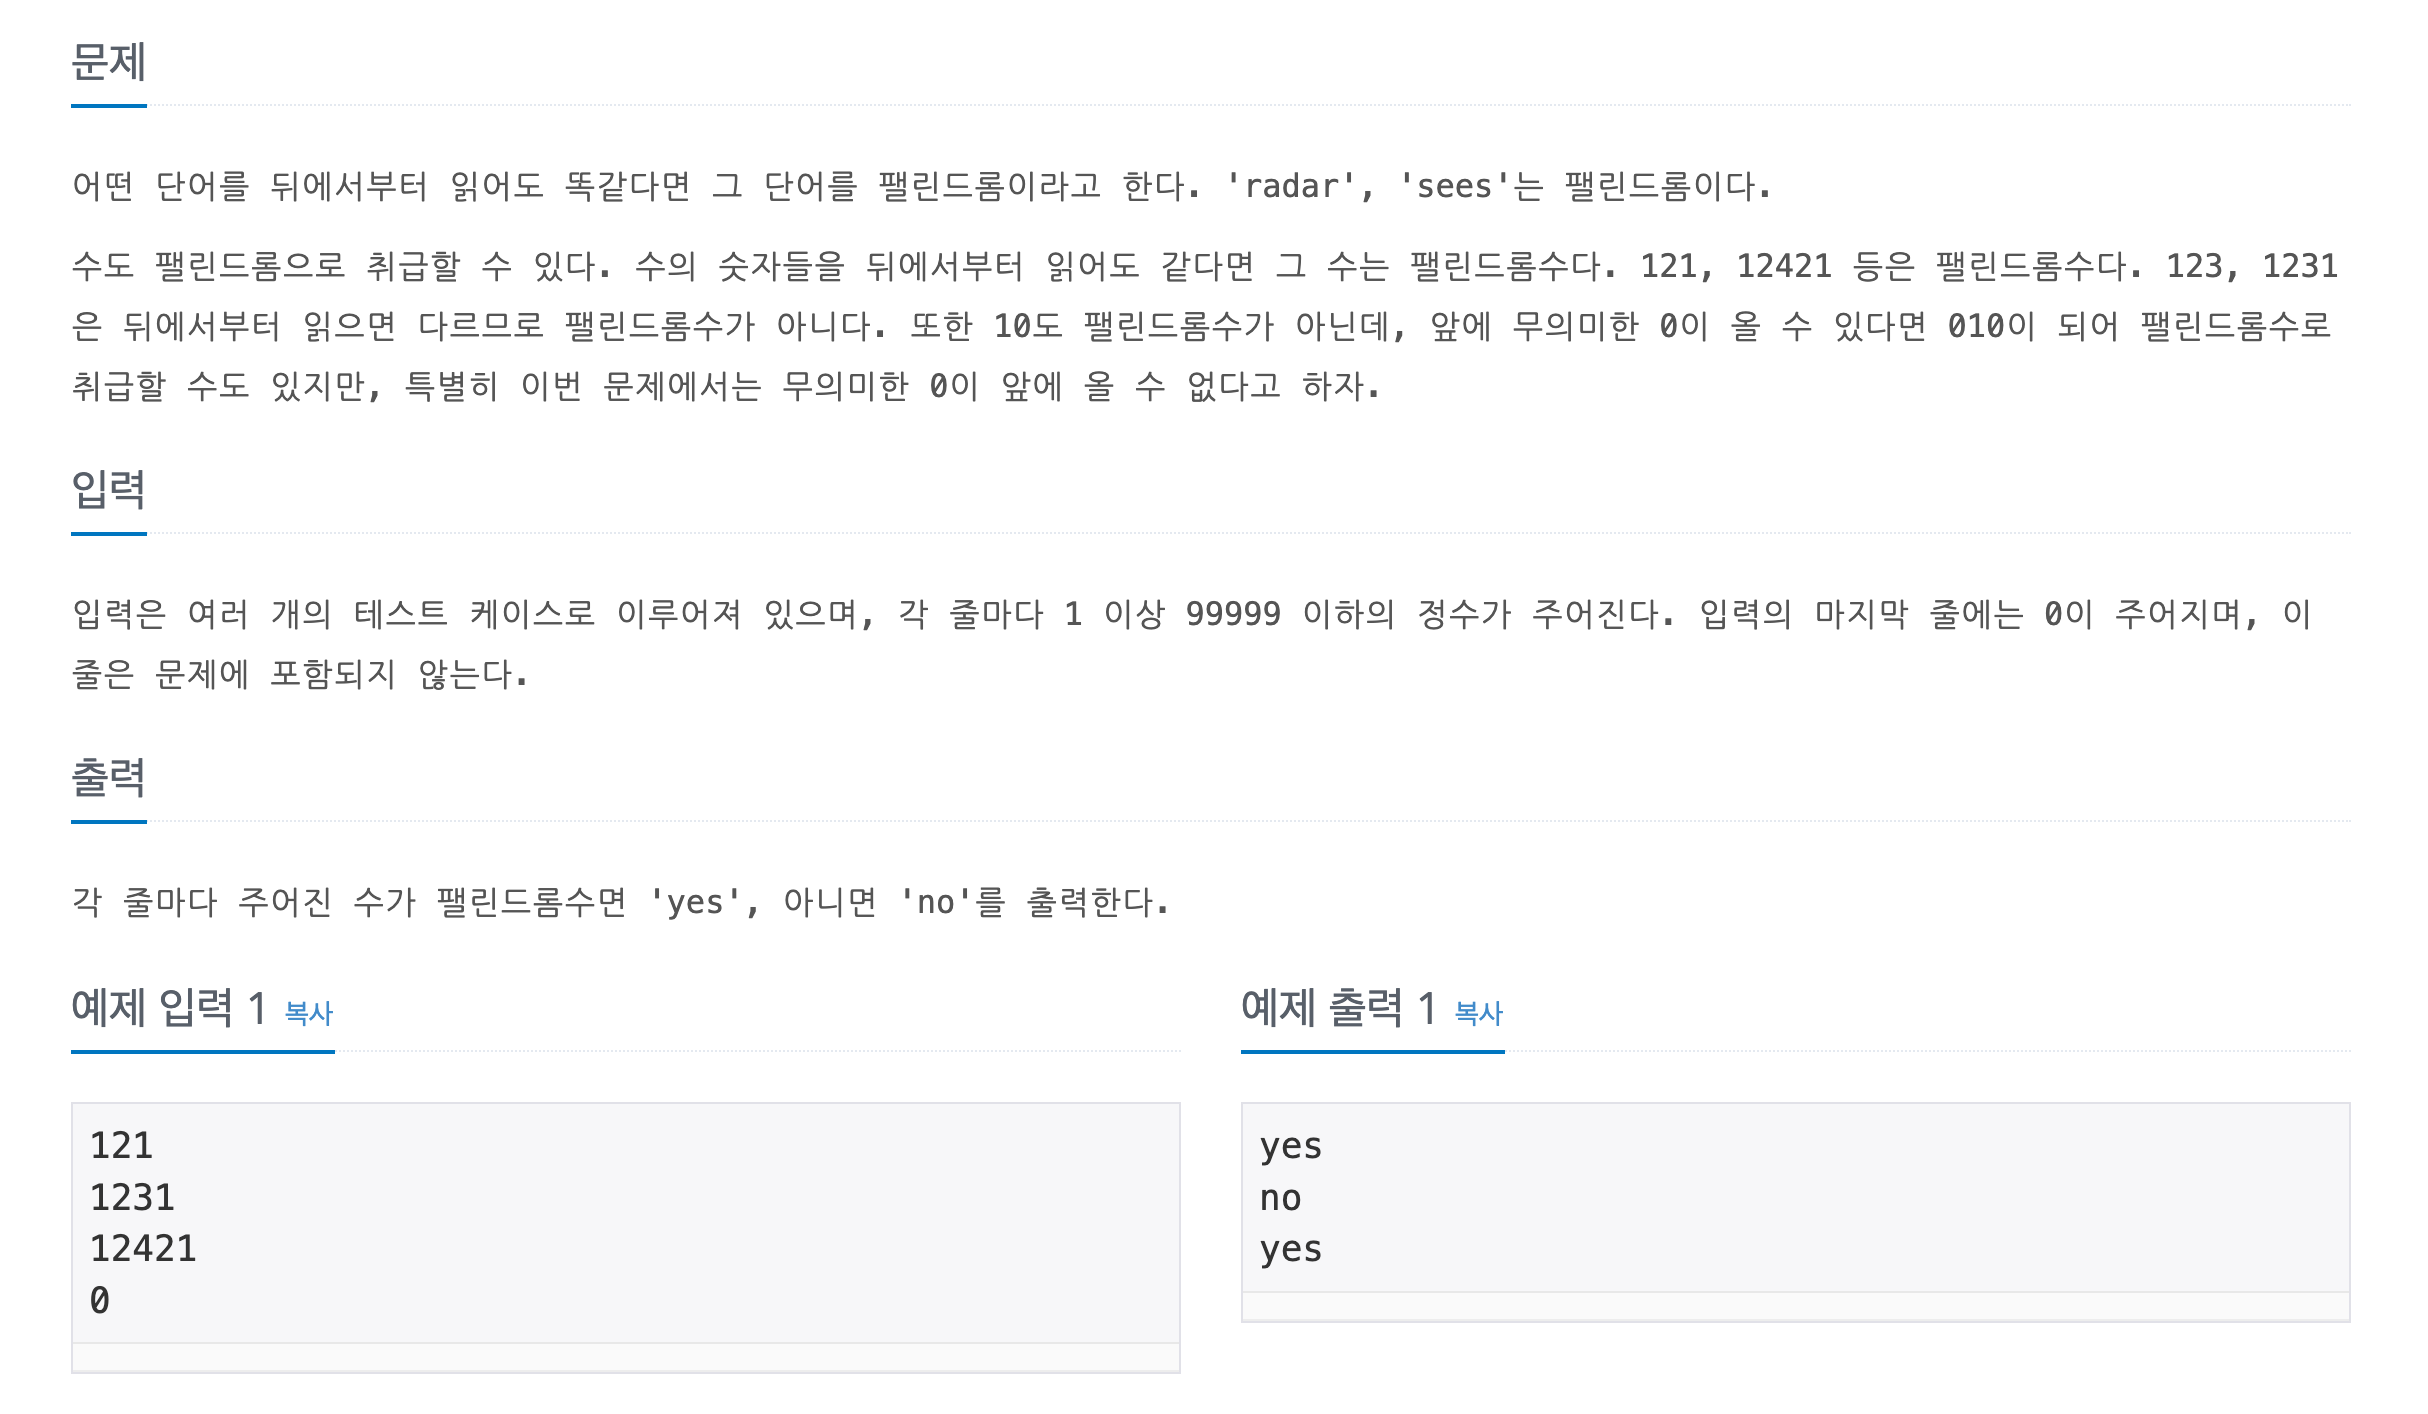 문제
어떤 단어를 뒤에서부터 읽어도 똑같다면 그 단어를 팰린드롬이라고 한다. 'radar', 'sees'는 팰린드롬이다.
수도 팰린드롬으로 취급할 수 있다. 수의 숫자들을 뒤에서부터 읽어도 같다면 그 수는 팰린드롬수다. 121, 12421 등은 팰린드롬수다. 123, 1231
은 뒤에서부터 읽으면 다르므로 팰린드롬수가 아니다. 또한 10도 팰린드롬수가 아닌데, 앞에 무의미한 0이 올 수 있다면 010이 되어 팰린드롬수로
취급할 수도 있지만, 특별히 이번 문제에서는 무의미한 0이 앞에 올 수 없다고 하자.
입력
입력은 여러 개의 테스트 케이스로 이루어져 있으며, 각 줄마다 1 이상 99999 이하의 정수가 주어진다. 입력의 마지막 줄에는 0이 주어지며, 이
줄은 문제에 포함되지 않는다.
출력
각 줄마다 주어진 수가 팰린드롬수면 'yes', 아니면 'no'를 출력한다.
예제 입력 1 복사
121
1231
12421
0
예제 출력 1 복사
yes
no
yes